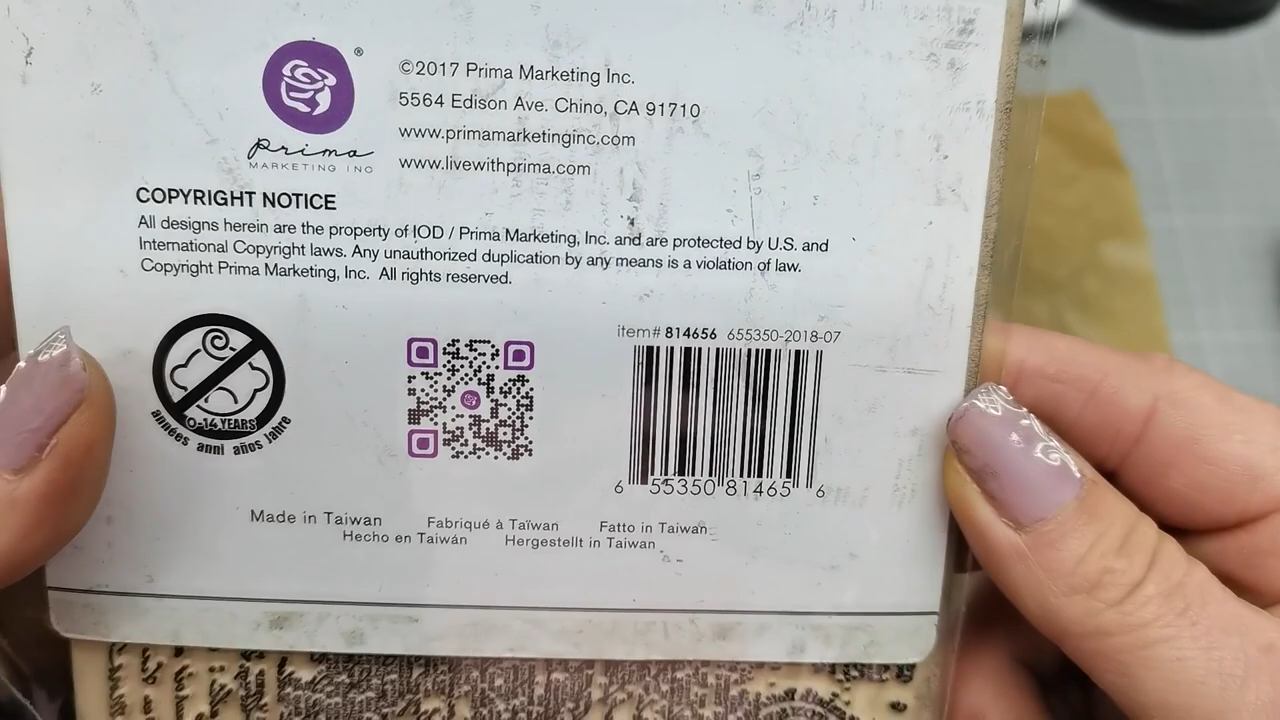 ®
prima
MARKETING INC
©2017 Prima Marketing Inc.
5564 Edison Ave. Chino, CA 91710
www.primamarketinginc.com
www.livewithprima.com
COPYRIGHT NOTICE
All designs herein are the property of IOD / Prima Marketing, Inc. and are protected by U.S. and
International Copyright laws. Any unauthorized duplication by any means is a violation of law.
Copyright Prima Marketing, Inc. All rights reserved.
0-14 YEARS
années anni años Jahre
item# 814656 655350-2018-07
6 55350 81465 6
Made in Taiwan Fabriqué à Taïwan Fatto in Taiwan
Hecho en Taiwán Hergestellt in Taiwan